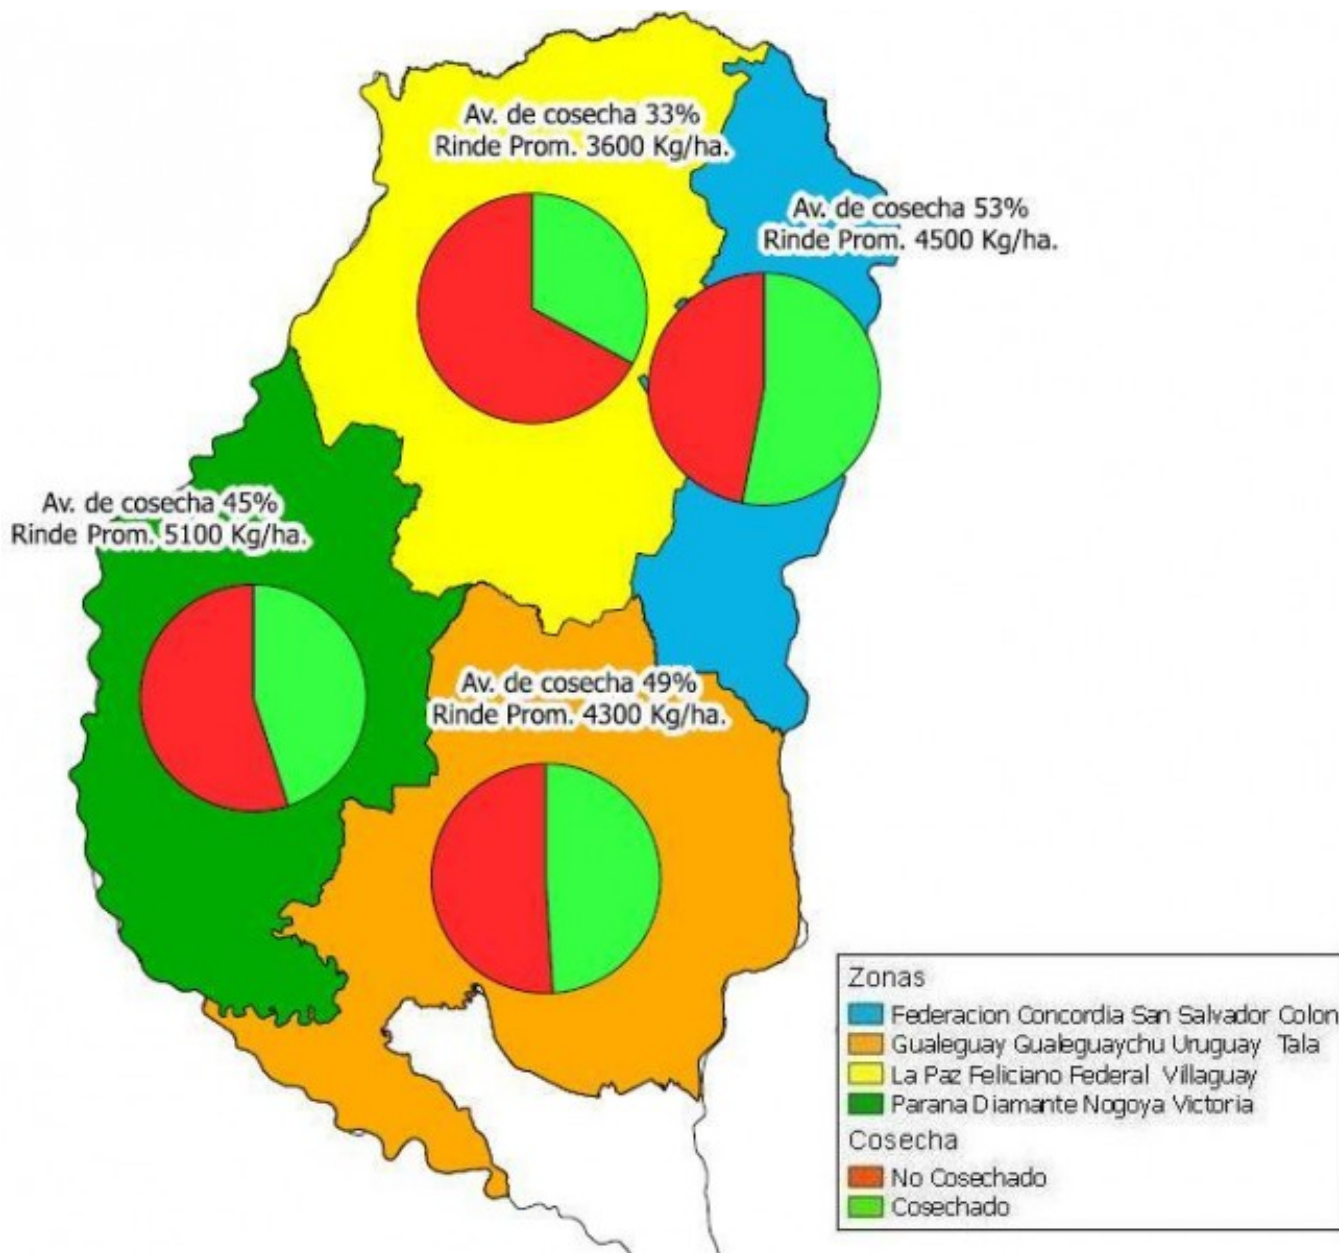 Av. de cosecha 33%
Rinde Prom. 3600 Kg/ha.
Av. de cosecha 53%
Rinde Prom. 4500 Kg/ha.
Av. de cosecha 45%
Rinde Prom. 5100 Kg/ha.
Av. de cosecha 49%
Rinde Prom. 4300 Kg/ha.
Zonas
Federacion Concordia San Salvador Colon
Gualeguay Gualeguaychu Uruguay Tala
La Paz Feliciano Federal Villaguay
Parana Diamante Nogoya Victoria
Cosecha
No Cosechado
Cosechado